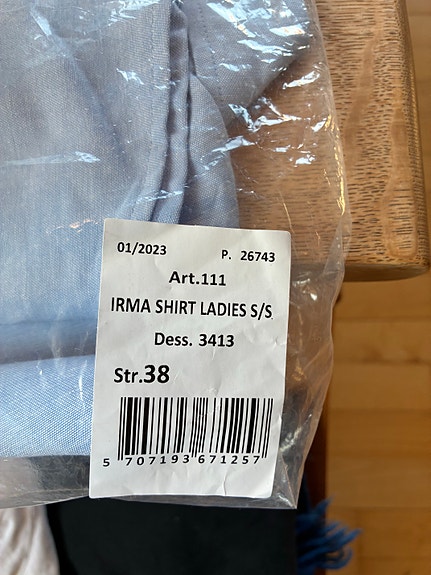 01/2023 P. 26743
Art.111
IRMA SHIRT LADIES S/S
Dess. 3413
Str.38
5 707193 671257